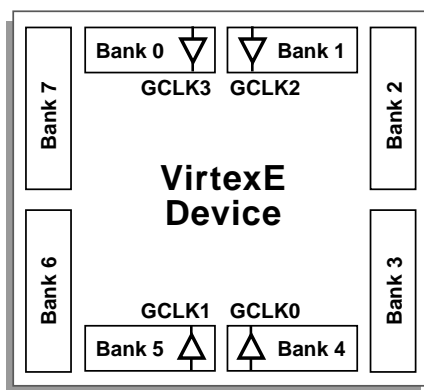 Bank 0
Bank 1
GCLK3
GCLK2
Bank 7
Bank 2
VirtexE
Device
Bank 6
Bank 3
GCLK1
GCLK0
Bank 5
Bank 4